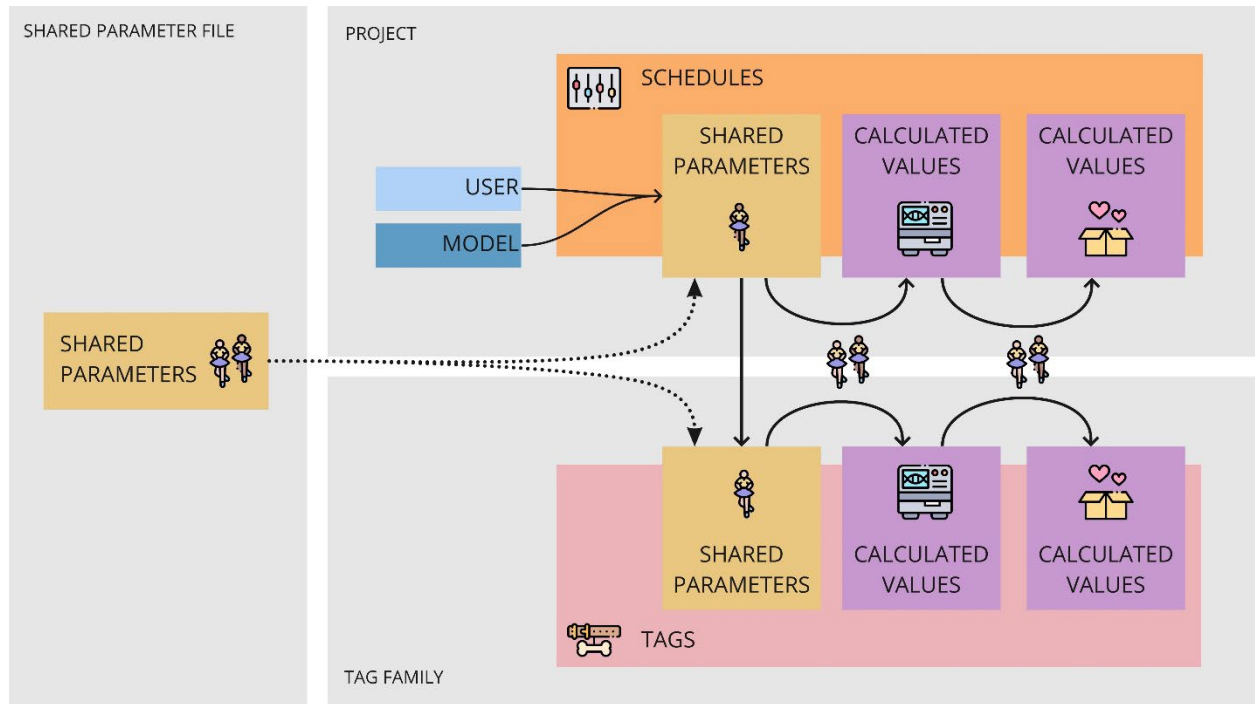 SHARED PARAMETER FILE
PROJECT
SCHEDULES
SHARED
PARAMETERS
CALCULATED
VALUES
CALCULATED
VALUES
USER
MODEL
SHARED
PARAMETERS
SHARED
PARAMETERS
CALCULATED
VALUES
CALCULATED
VALUES
TAGS
TAG FAMILY